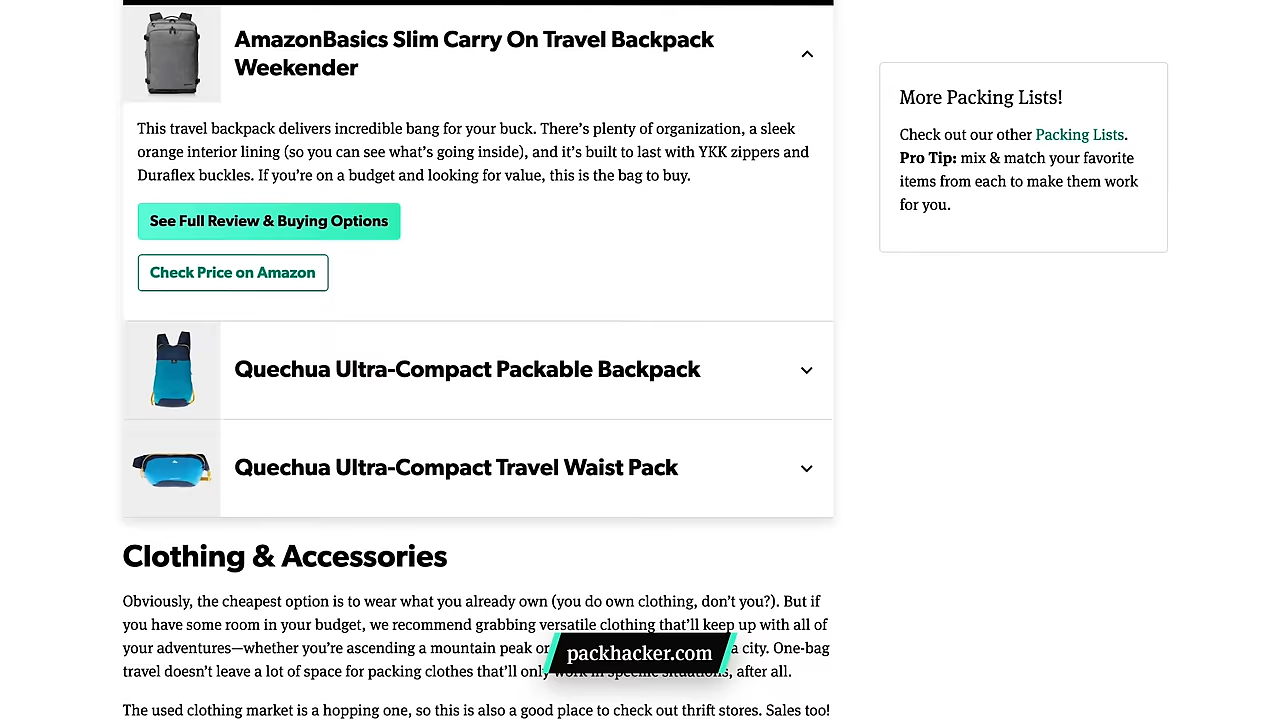 AmazonBasics Slim Carry On Travel Backpack
Weekender
This travel backpack delivers incredible bang for your buck. There’s plenty of organization, a sleek
orange interior lining (so you can see what’s going inside), and it’s built to last with YKK zippers and
Duraflex buckles. If you’re on a budget and looking for value, this is the bag to buy.
See Full Review & Buying Options
Check Price on Amazon
Quechua Ultra-Compact Packable Backpack
Quechua Ultra-Compact Travel Waist Pack
Clothing & Accessories
Obviously, the cheapest option is to wear what you already own (you do own clothing, don’t you?). But if
you have some room in your budget, we recommend grabbing versatile clothing that’ll keep up with all of
your adventures—whether you’re ascending a mountain peak or a city. One-bag
travel doesn’t leave a lot of space for packing clothes that’ll only work in specific situations, after all.
The used clothing market is a hopping one, so this is also a good place to check out thrift stores. Sales too!
packhacker.com
More Packing Lists!
Check out our other Packing Lists.
Pro Tip: mix & match your favorite
items from each to make them work
for you.